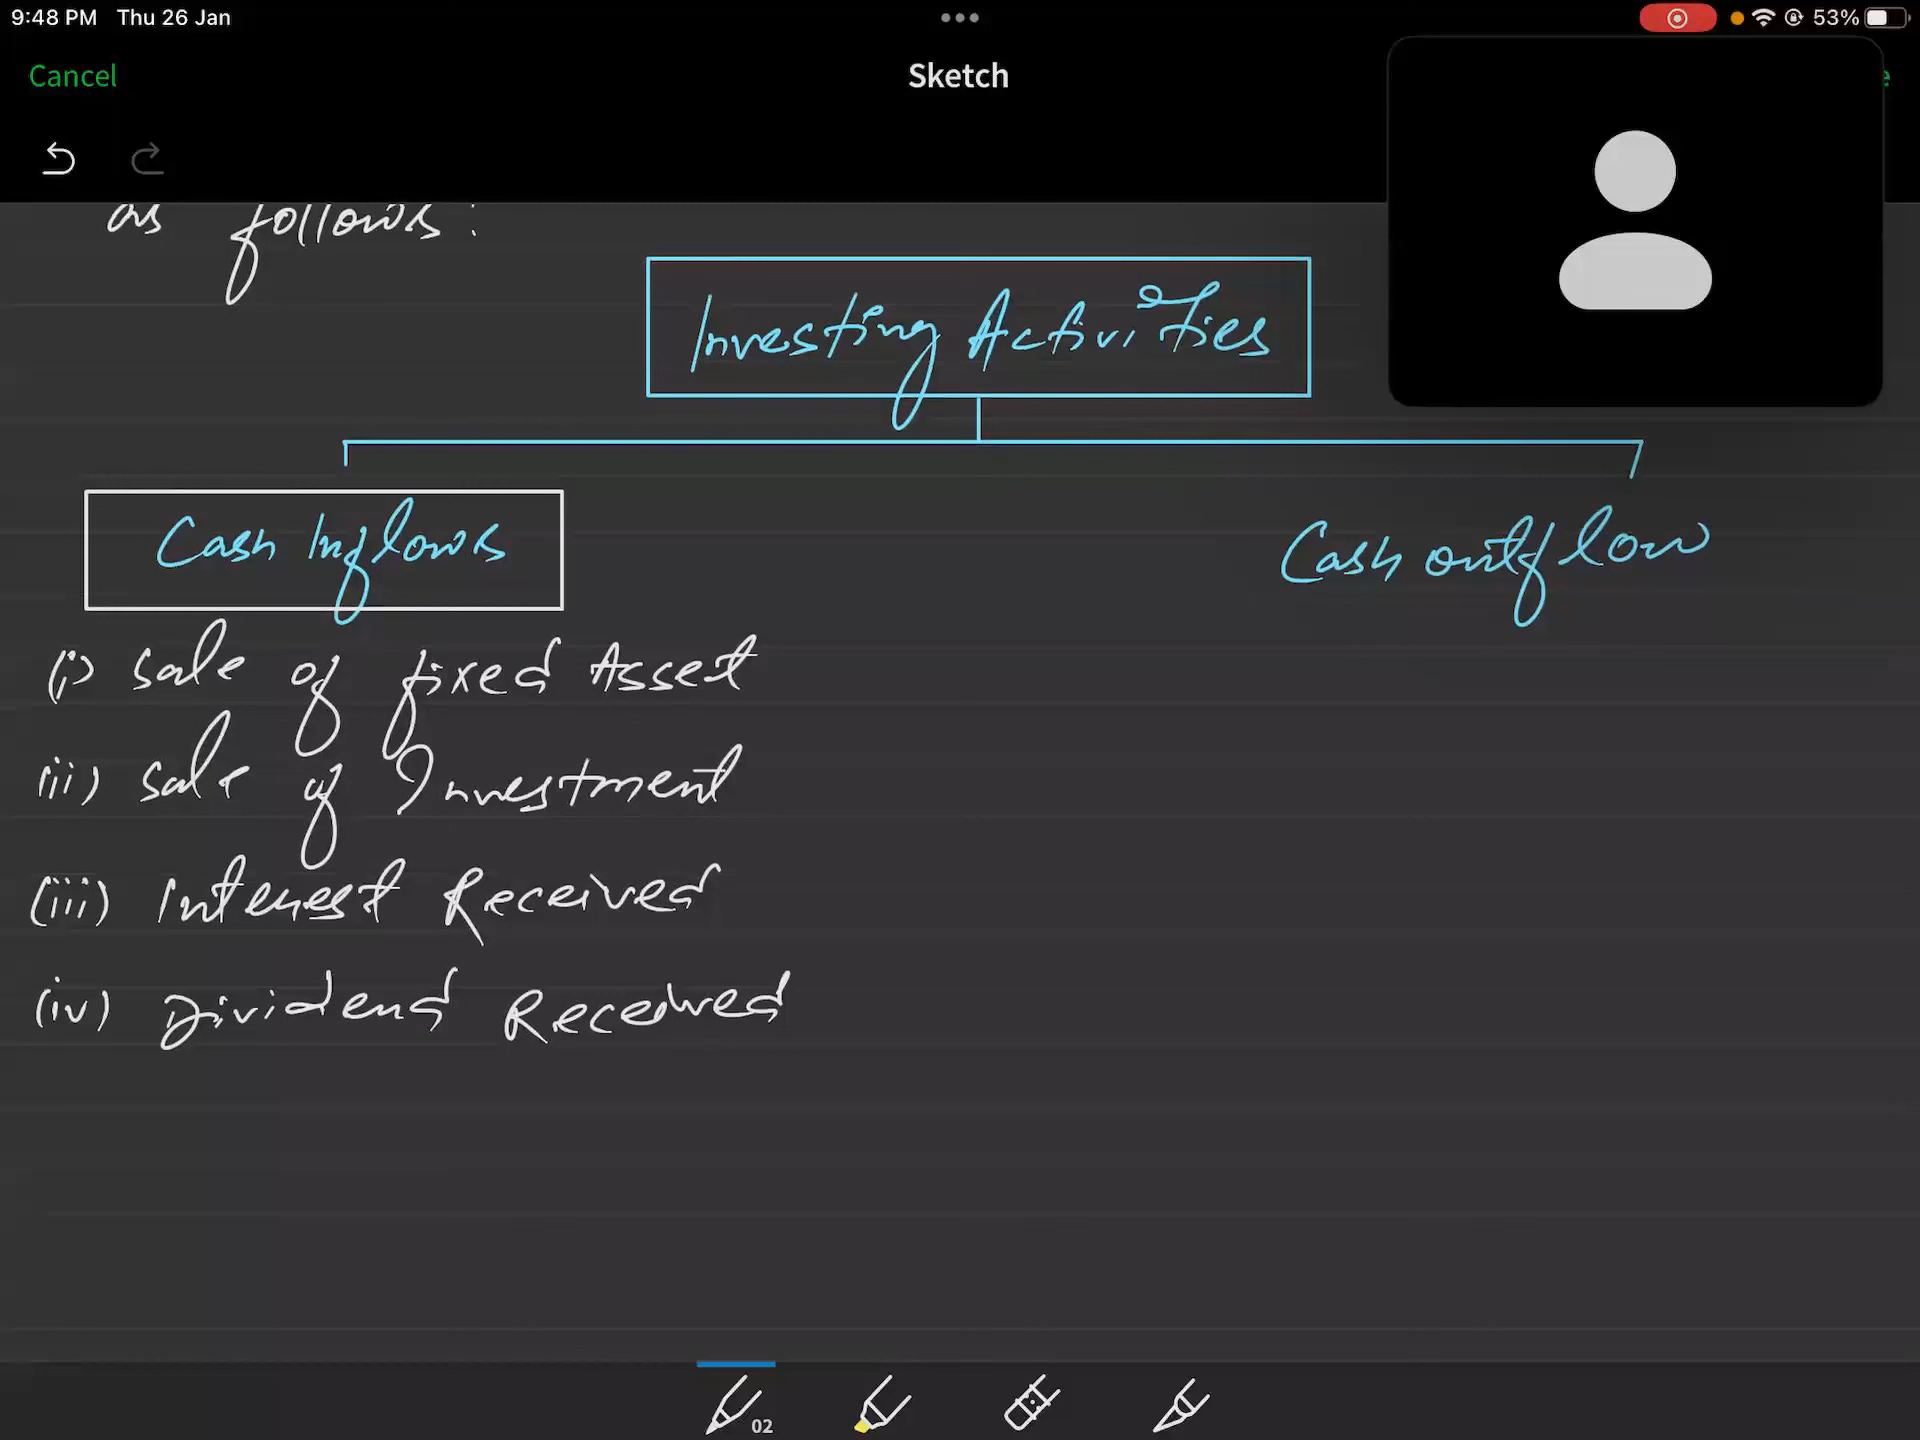 9:48 PM Thu 26 Jan 53%
Cancel Sketch
as follows:
Investing Activities
Cash Inflows Cash outflow
(i) Sale of fixed Asset
(ii) Sale of Investment
(iii) Interest Received
(iv) Dividend Received
02